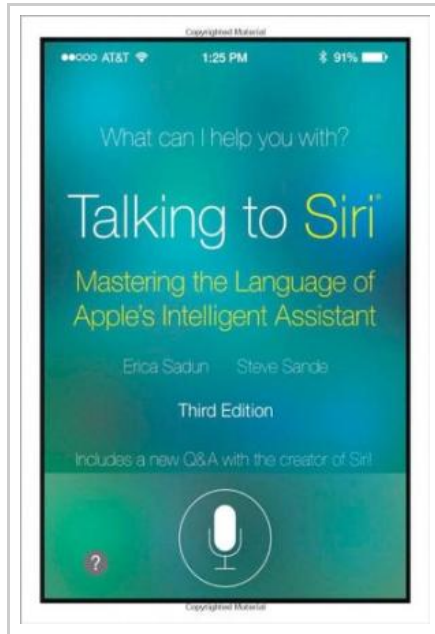 Copyrighted Material
●●○○○ AT&T 1:25 PM 91%
What can I help you with?
Talking to Siri®
Mastering the Language of
Apple's Intelligent Assistant
Erica Sadun Steve Sande
Third Edition
Includes a new Q&A with the creator of Siri!
?
Copyrighted Material